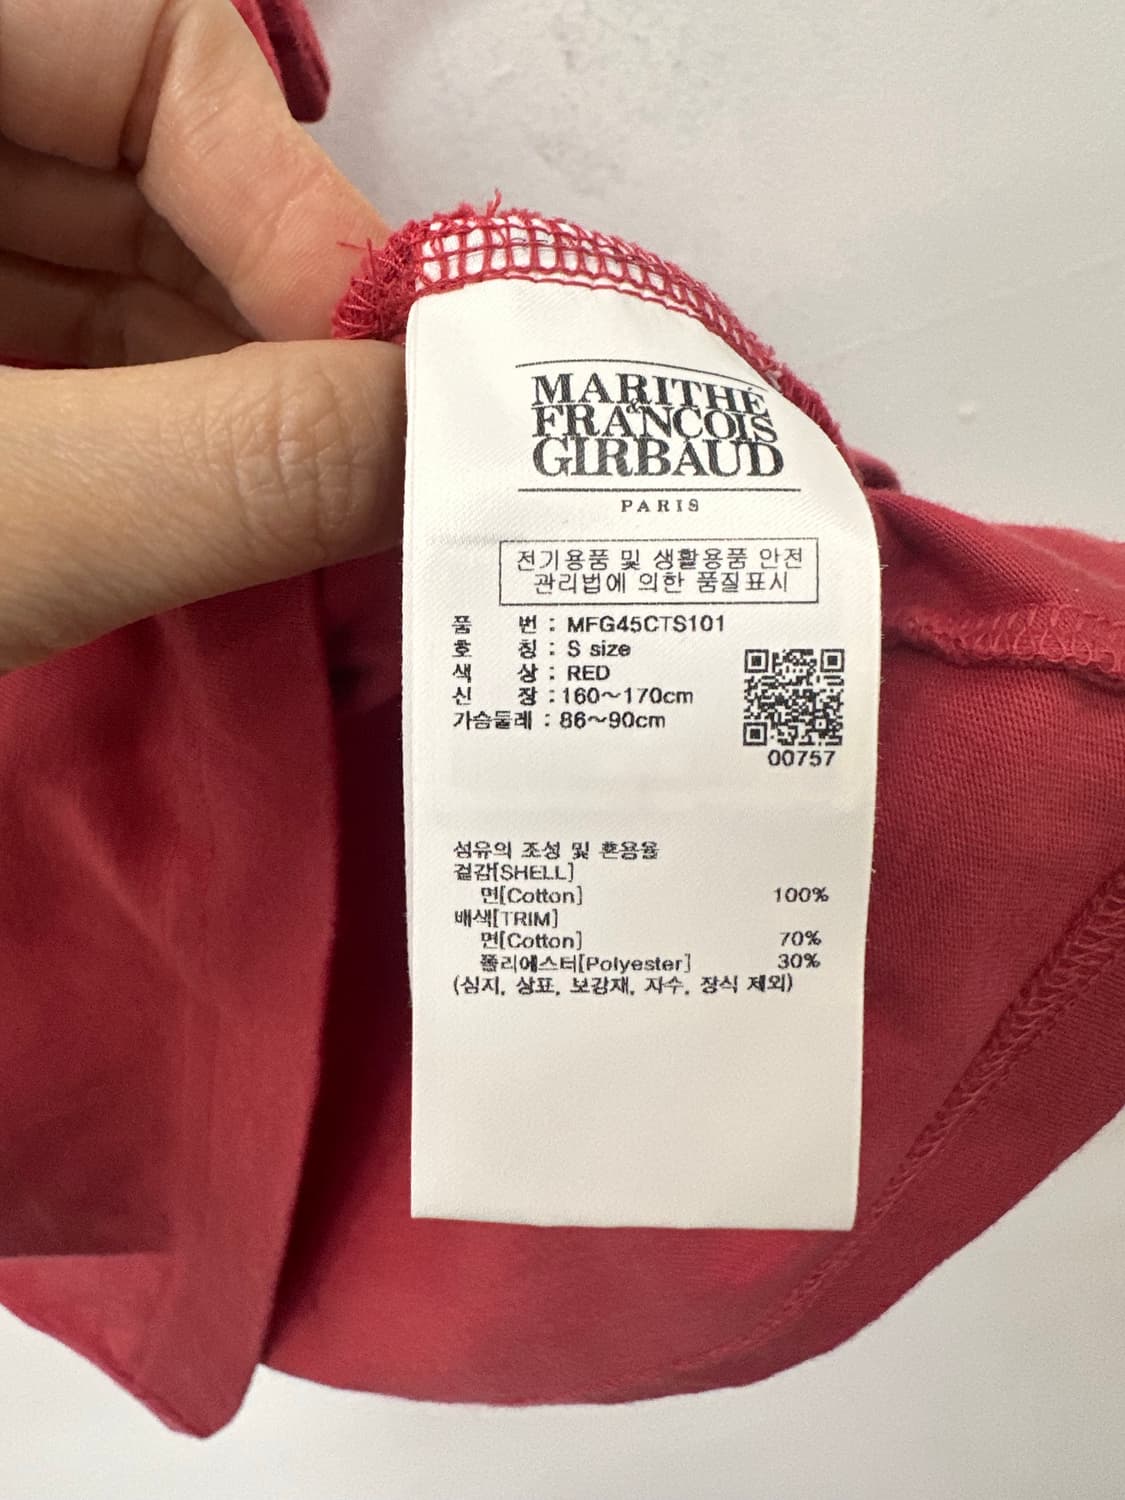 MARITHÉ
&
FRANCOIS
GIRBAUD
PARIS
전기용품 및 생활용품 안전
관리법에 의한 품질표시
품 번 : MFG45CTS101
호 칭 : S size
색 상 : RED
신 장 : 160~170cm
가슴둘레 : 86~90cm
00757
섬유의 조성 및 혼용율
겉감[SHELL]
면[Cotton] 100%
배색[TRIM]
면[Cotton] 70%
폴리에스터[Polyester] 30%
(심지, 상표, 보강재, 자수, 장식 제외)